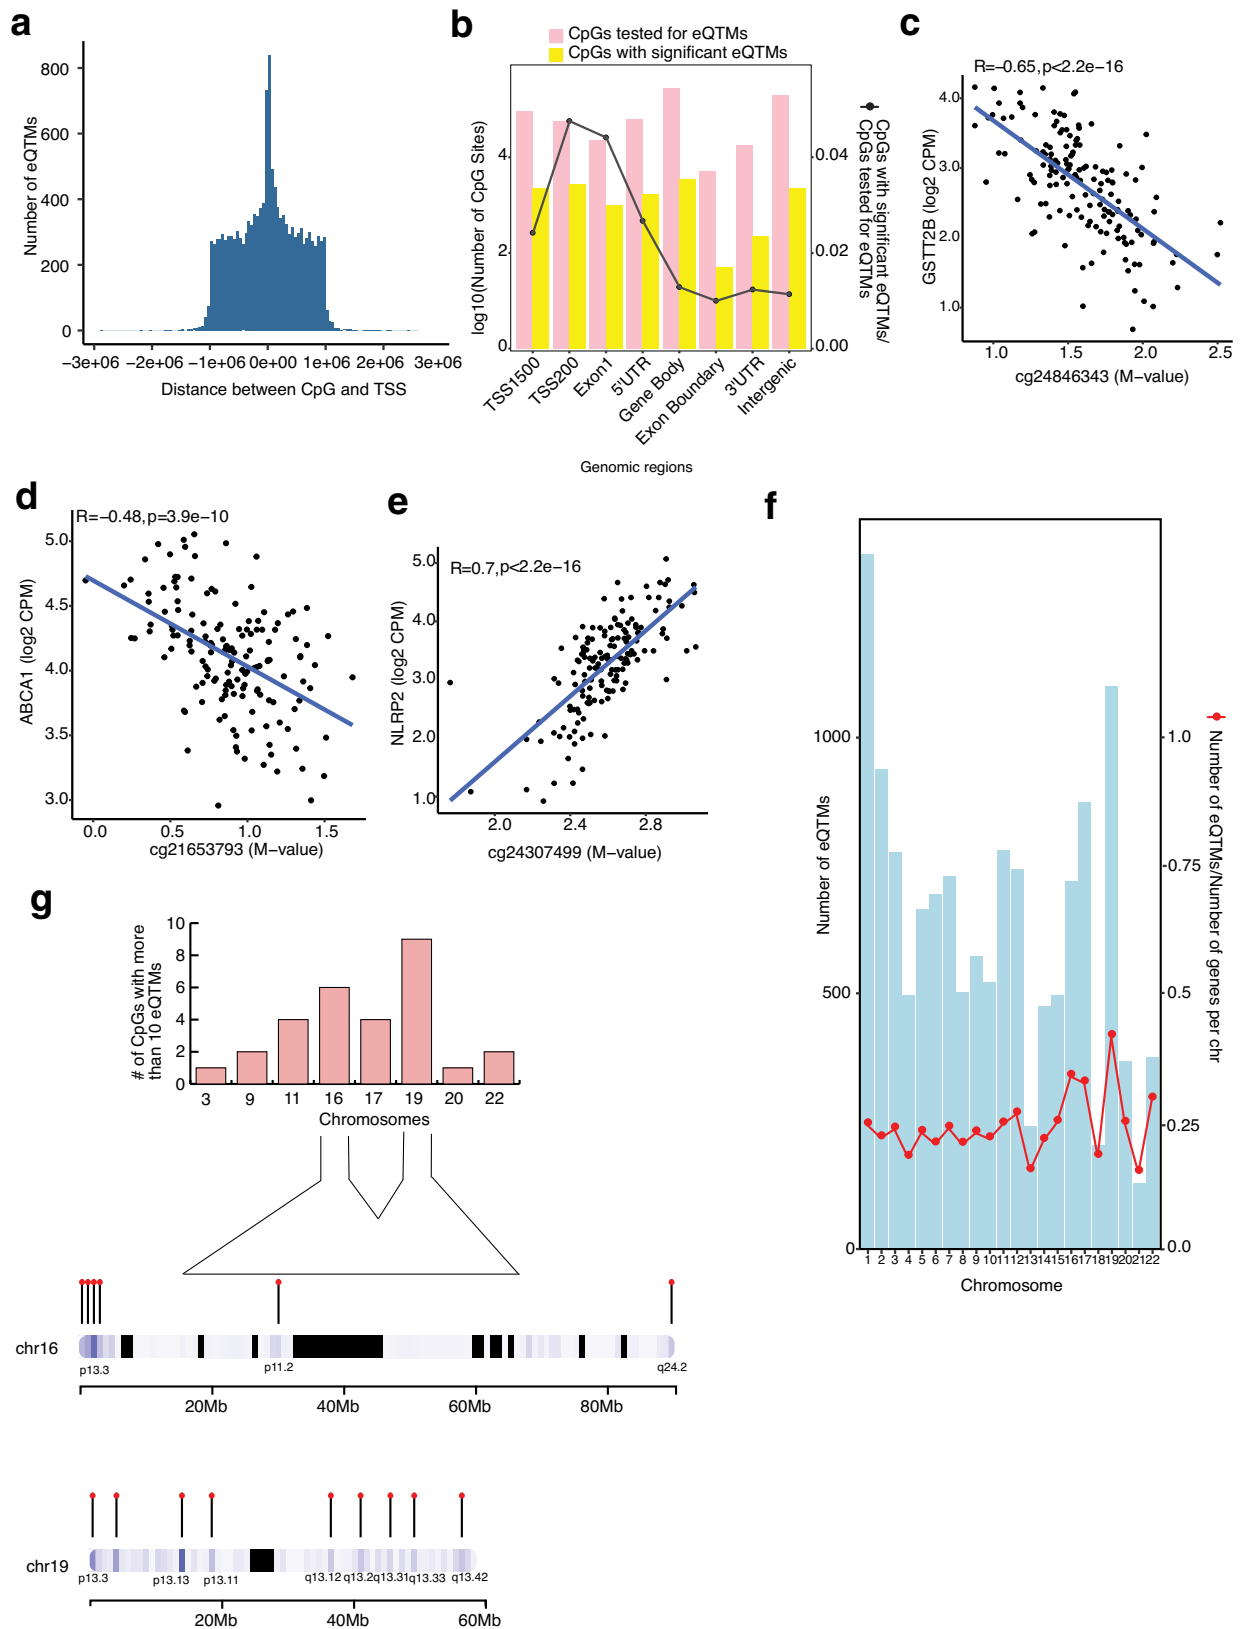 a
Number of eQTMs
800
600
400
200
0
−3e+06
−2e+06
−1e+06
0e+00
1e+06
2e+06
3e+06
Distance between CpG and TSS
b
CpGs tested for eQTMs
CpGs with significant eQTMs
log10(Number of CpG Sites)
4
2
0
0.04
0.02
0.00
CpGs with significant eQTMs/
CpGs tested for eQTMs
TSS1500
TSS200
Exon1
5'UTR
Gene Body
Exon Boundary
3'UTR
Intergenic
Genomic regions
c
R=−0.65,p<2.2e−16
GSTT2B (log2 CPM)
4.0
3.0
2.0
1.0
1.0
1.5
2.0
2.5
cg24846343 (M−value)
d
R=−0.48,p=3.9e−10
ABCA1 (log2 CPM)
5.0
4.5
4.0
3.5
3.0
0.0
0.5
1.0
1.5
cg21653793 (M−value)
e
R=0.7,p<2.2e−16
NLRP2 (log2 CPM)
5.0
4.0
3.0
2.0
1.0
2.0
2.4
2.8
cg24307499 (M−value)
f
Number of eQTMs
1000
500
0
1.0
0.75
0.5
0.25
0.0
Number of eQTMs/Number of genes per chr
1 2 3 4 5 6 7 8 9 10 11 12 13 14 15 16 17 18 19 20 21 22
Chromosome
g
# of CpGs with more
than 10 eQTMs
10
8
6
4
2
0
3 9 11 16 17 19 20 22
Chromosomes
chr16
p13.3
p11.2
q24.2
20Mb
40Mb
60Mb
80Mb
chr19
p13.3
p13.13
p13.11
q13.12
q13.2
q13.31
q13.33
q13.42
20Mb
40Mb
60Mb